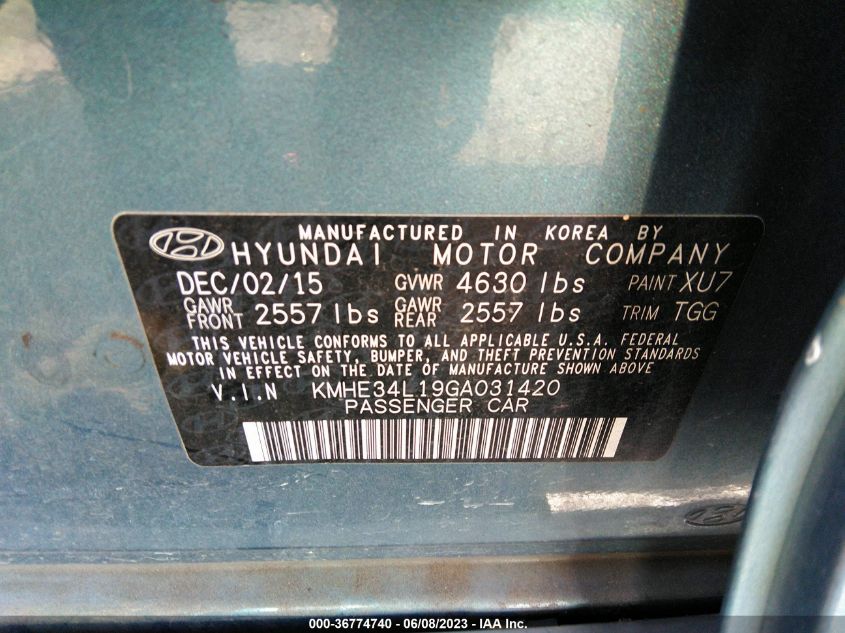 MANUFACTURED IN KOREA BY
HYUNDAI MOTOR COMPANY
DEC/02/15 GVWR 4630 lbs PAINT XU7
GAWR FRONT 2557 lbs GAWR REAR 2557 lbs TRIM TGG
THIS VEHICLE CONFORMS TO ALL APPLICABLE U.S.A. FEDERAL
MOTOR VEHICLE SAFETY, BUMPER, AND THEFT PREVENTION STANDARDS
IN EFFECT ON THE DATE OF MANUFACTURE SHOWN ABOVE
V.I.N KMHE34L19GA031420
PASSENGER CAR
000-36774740 - 06/08/2023 - IAA Inc.